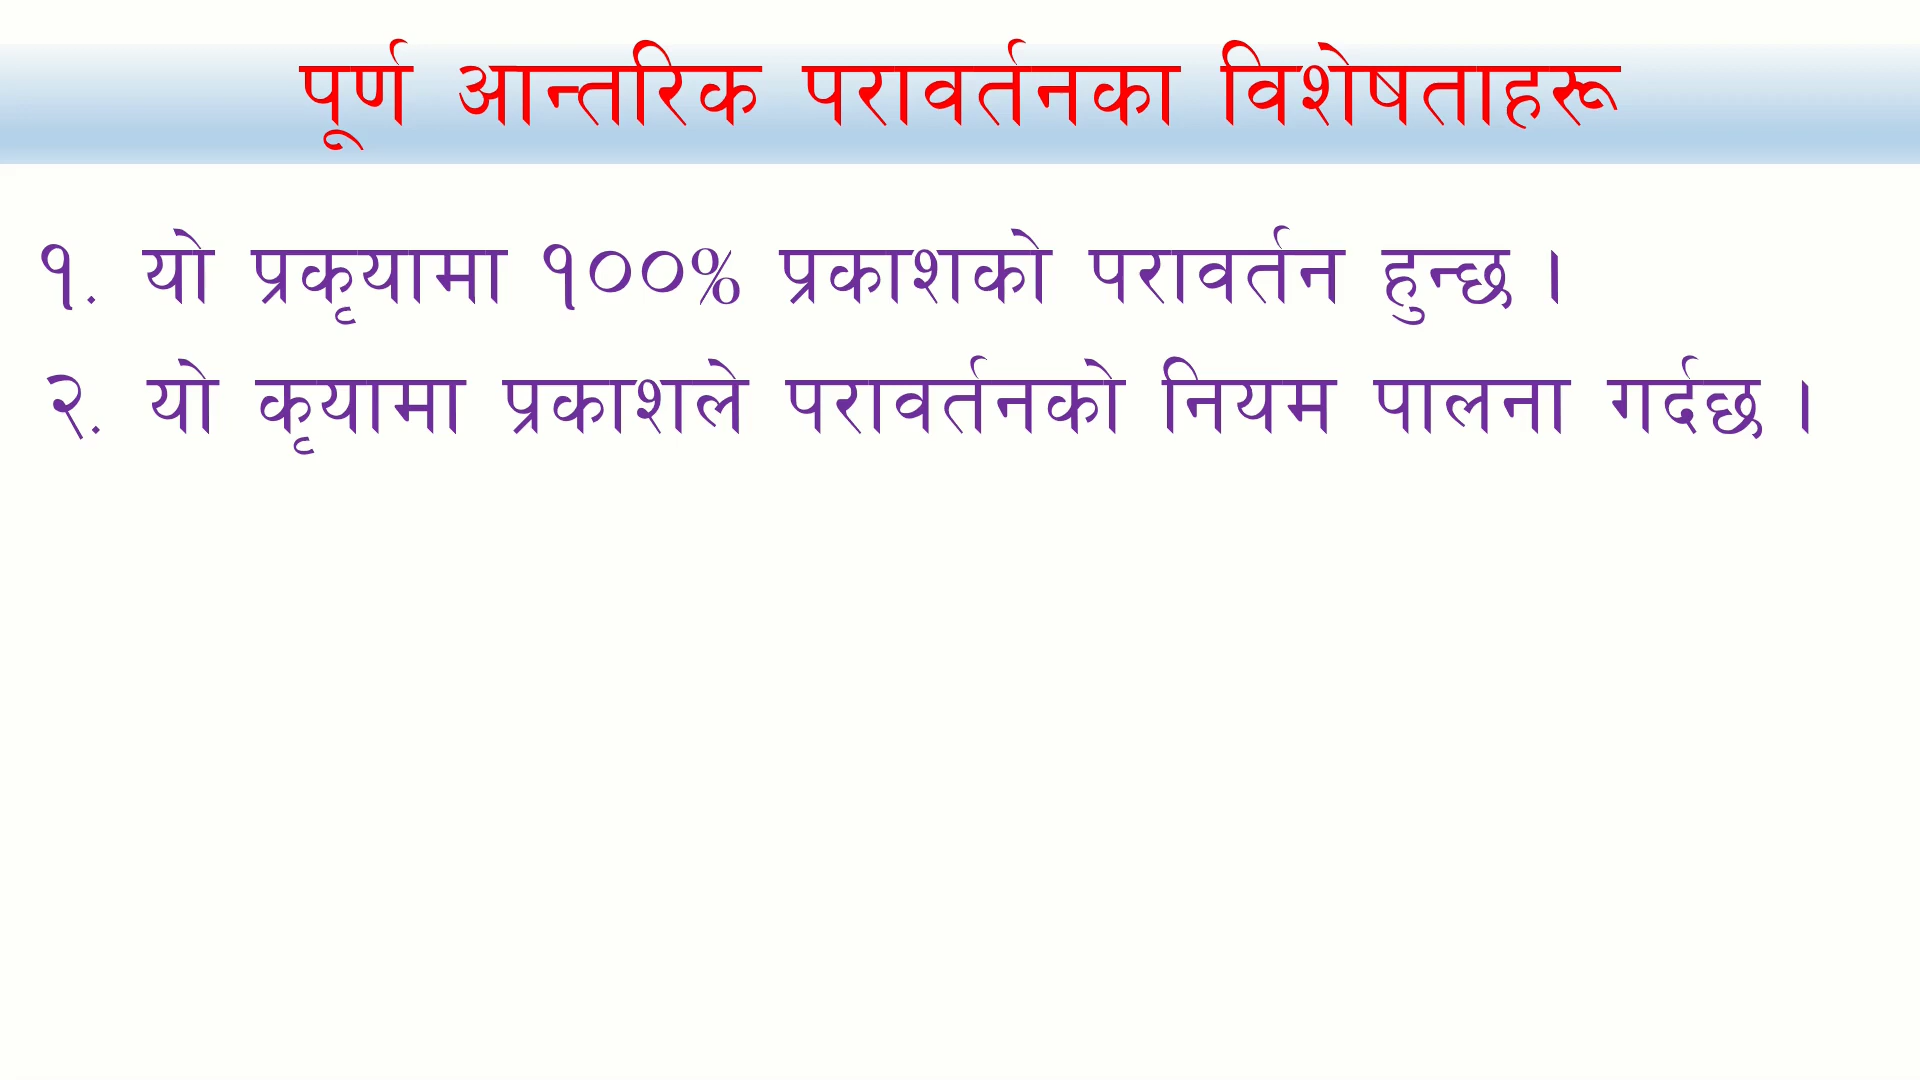 पूर्ण आन्तरिक परावर्तनका विशेषताहरू
१. यो प्रकृयामा १००% प्रकाशको परावर्तन हुन्छ ।
२. यो कृयामा प्रकाशले परावर्तनको नियम पालना गर्दछ ।